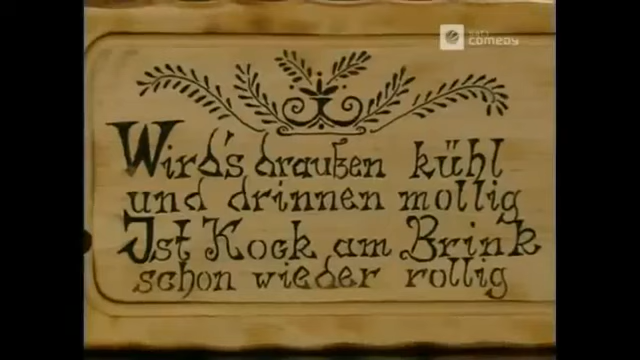 comedy
Wird's draußen kühl
und drinnen mollig
Ist Kock am Brink
schon wieder rollig